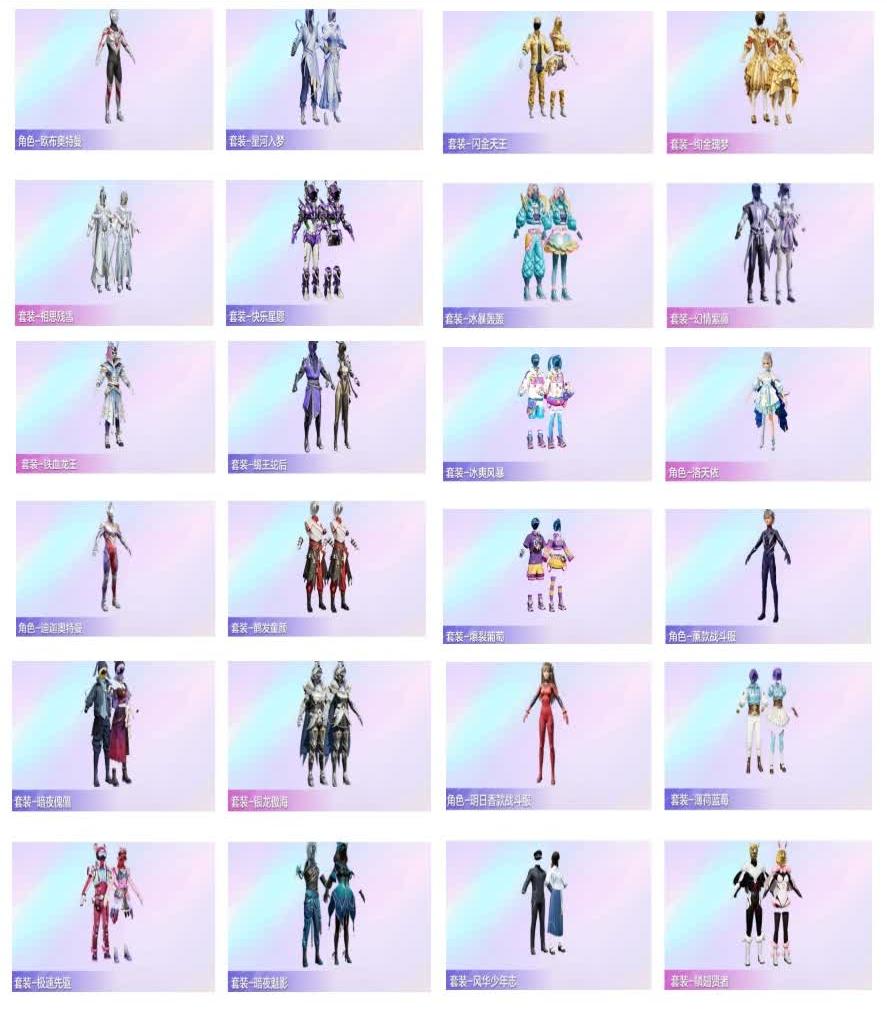 角色-欧布奥特曼
套装-星河入梦
套装-闪金天王
套装-绚金瑰梦
套装-相思残雪
套装-快乐星愿
套装-冰暴轰轰
套装-幻情紫藤
套装-铁血龙王
套装-蝎王蛇后
套装-冰爽风暴
角色-洛天依
角色-迪迦奥特曼
套装-鹤发童颜
套装-爆裂葡萄
角色-薰款战斗服
套装-暗夜傀儡
套装-银龙傲海
角色-明日香款战斗服
套装-薄荷蓝莓
套装-极速先驱
套装-暗夜魅影
套装-风华少年志
套装-鳞翅贤者